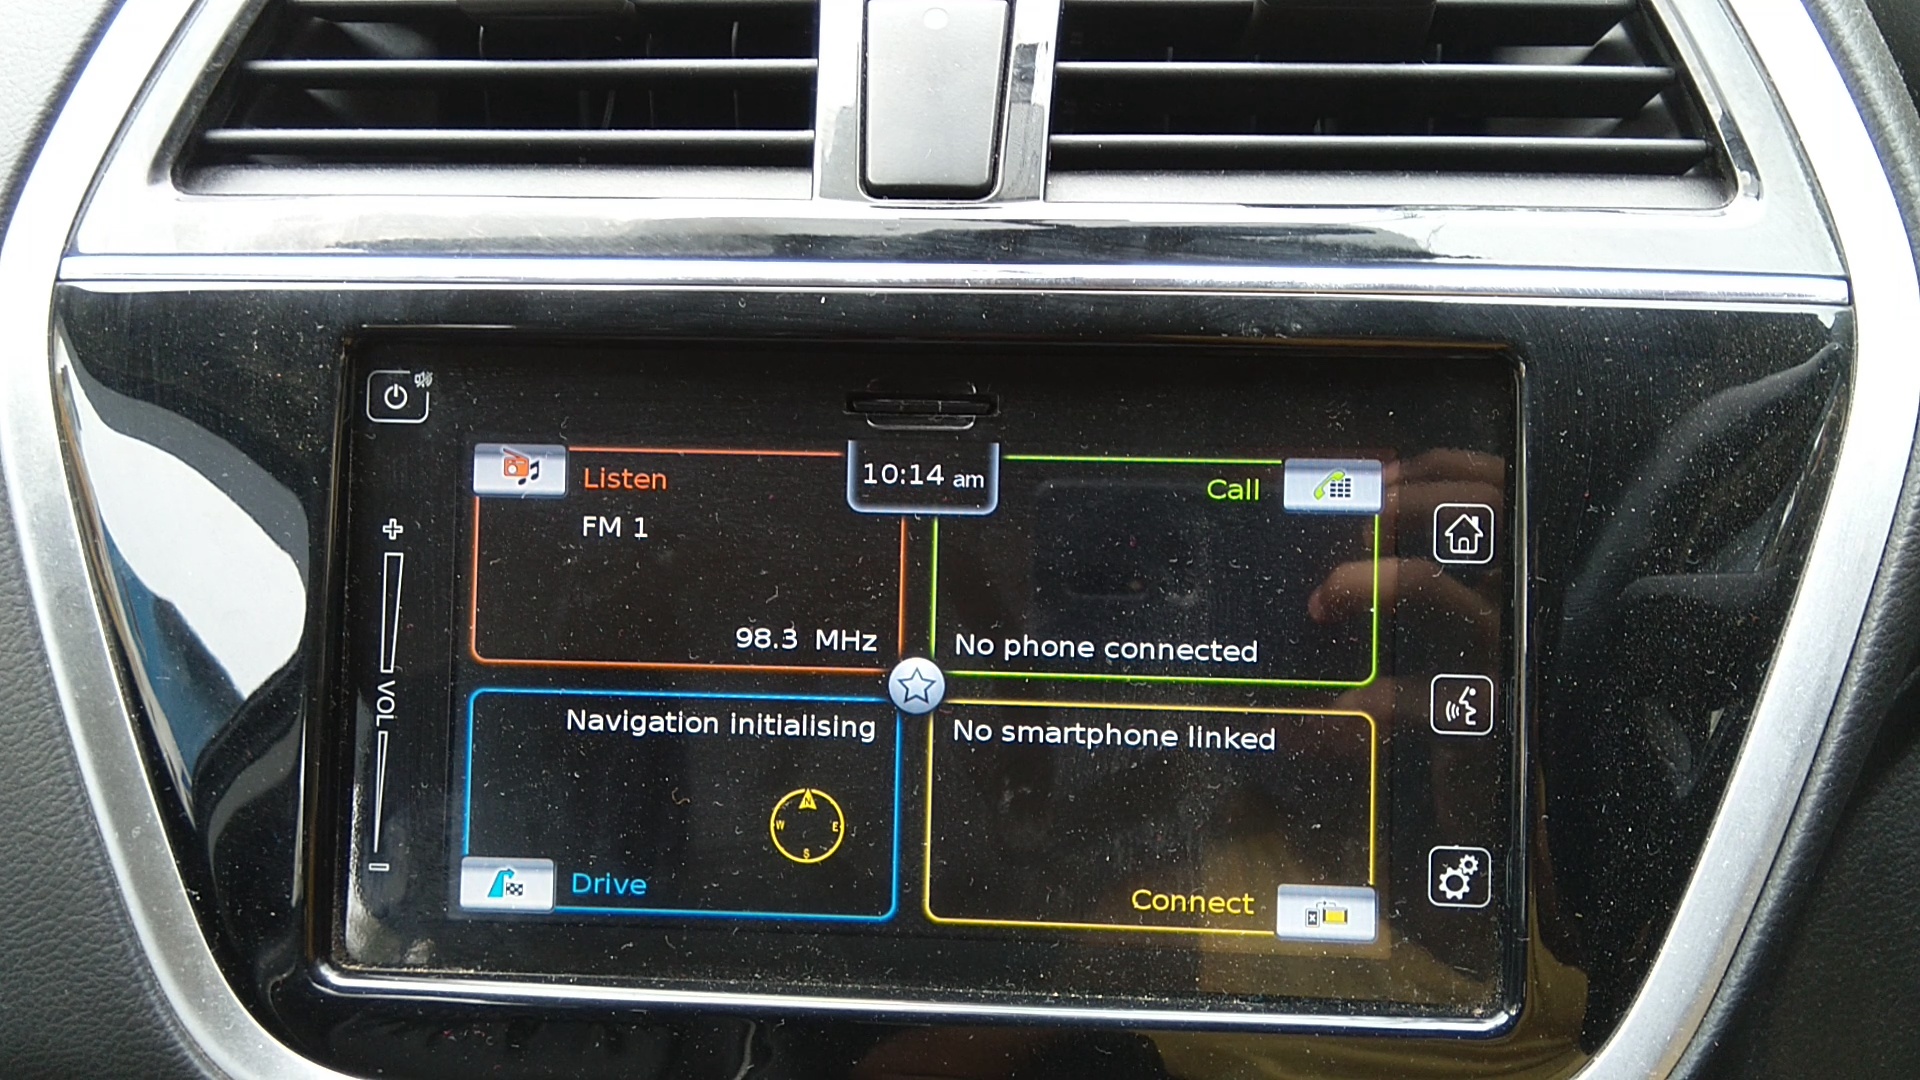 10:14 am
Listen
FM 1
98.3 MHz
Call
No phone connected
VOL
Navigation initialising
N
W
E
S
Drive
No smartphone linked
Connect